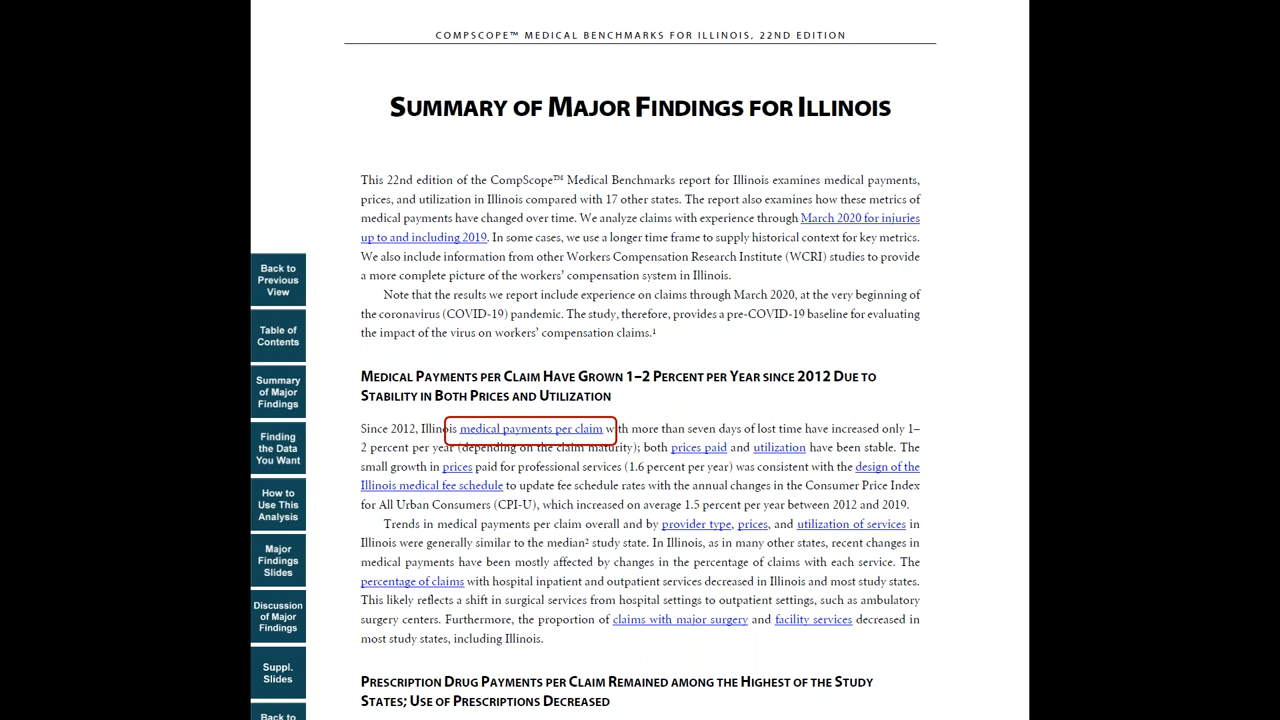 COMPSCOPE™ MEDICAL BENCHMARKS FOR ILLINOIS, 22ND EDITION
SUMMARY OF MAJOR FINDINGS FOR ILLINOIS
This 22nd edition of the CompScope™ Medical Benchmarks report for Illinois examines medical payments,
prices, and utilization in Illinois compared with 17 other states. The report also examines how these metrics of
medical payments have changed over time. We analyze claims with experience through March 2020 for injuries
up to and including 2019. In some cases, we use a longer time frame to supply historical context for key metrics.
We also include information from other Workers Compensation Research Institute (WCRI) studies to provide
a more complete picture of the workers’ compensation system in Illinois.
Note that the results we report include experience on claims through March 2020, at the very beginning of
the coronavirus (COVID-19) pandemic. The study, therefore, provides a pre-COVID-19 baseline for evaluating
the impact of the virus on workers’ compensation claims.¹
MEDICAL PAYMENTS PER CLAIM HAVE GROWN 1–2 PERCENT PER YEAR SINCE 2012 DUE TO
STABILITY IN BOTH PRICES AND UTILIZATION
Since 2012, Illinois medical payments per claim with more than seven days of lost time have increased only 1–
2 percent per year (depending on the claim maturity); both prices paid and utilization have been stable. The
small growth in prices paid for professional services (1.6 percent per year) was consistent with the design of the
Illinois medical fee schedule to update fee schedule rates with the annual changes in the Consumer Price Index
for All Urban Consumers (CPI-U), which increased on average 1.5 percent per year between 2012 and 2019.
Trends in medical payments per claim overall and by provider type, prices, and utilization of services in
Illinois were generally similar to the median² study state. In Illinois, as in many other states, recent changes in
medical payments have been mostly affected by changes in the percentage of claims with each service. The
percentage of claims with hospital inpatient and outpatient services decreased in Illinois and most study states.
This likely reflects a shift in surgical services from hospital settings to outpatient settings, such as ambulatory
surgery centers. Furthermore, the proportion of claims with major surgery and facility services decreased in
most study states, including Illinois.
PRESCRIPTION DRUG PAYMENTS PER CLAIM REMAINED AMONG THE HIGHEST OF THE STUDY
STATES; USE OF PRESCRIPTIONS DECREASED
Back to
Previous
View
Table of
Contents
Summary
of Major
Findings
Finding
the Data
You Want
How to
Use This
Analysis
Major
Findings
Slides
Discussion
of Major
Findings
Suppl.
Slides
Back to